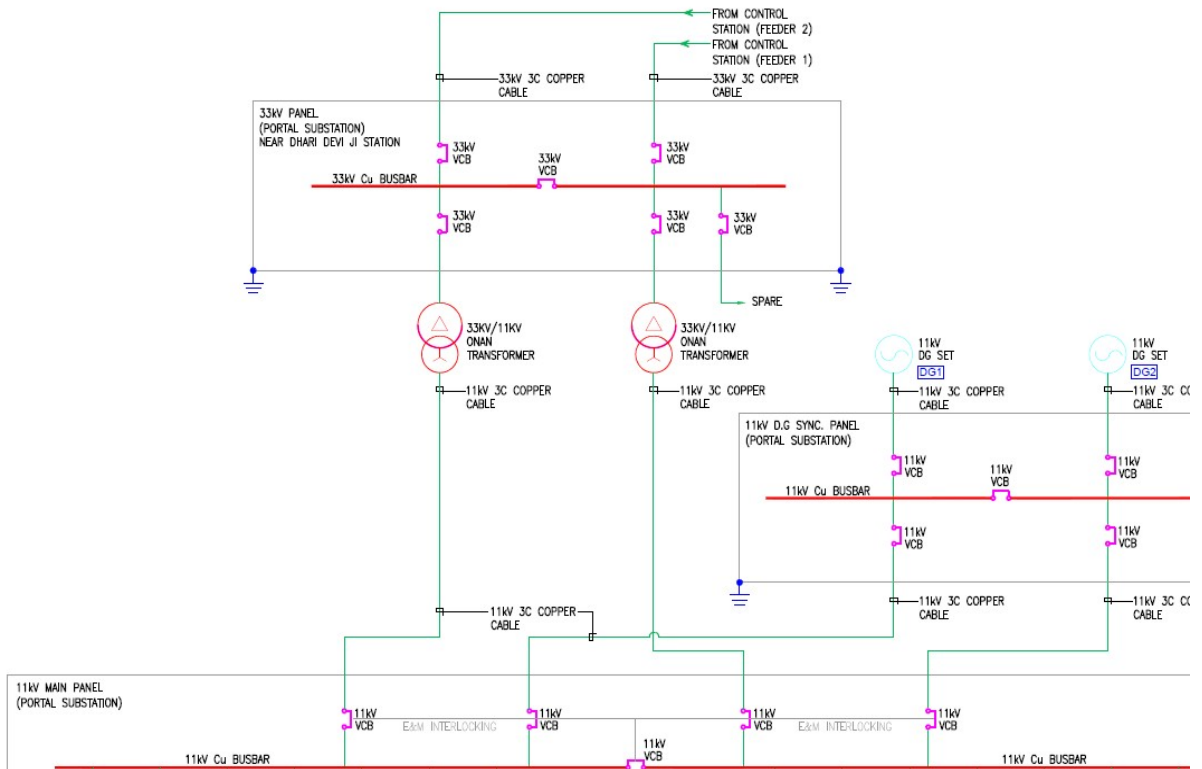 FROM CONTROL
STATION (FEEDER 2)
FROM CONTROL
STATION (FEEDER 1)
33kV 3C COPPER
CABLE
33kV 3C COPPER
CABLE
33kV PANEL
(PORTAL SUBSTATION)
NEAR DHARI DEVI JI STATION
33kV
VCB
33kV
VCB
33kV
VCB
33kV Cu BUSBAR
33kV
VCB
33kV
VCB
33kV
VCB
SPARE
33KV/11KV
ONAN
TRANSFORMER
33KV/11KV
ONAN
TRANSFORMER
11kV
DG SET
DG1
11kV
DG SET
DG2
11kV 3C COPPER
CABLE
11kV 3C COPPER
CABLE
11kV 3C COPPER
CABLE
11kV 3C CO
CABLE
11kV D.G SYNC. PANEL
(PORTAL SUBSTATION)
11kV
VCB
11kV
VCB
11kV
VCB
11kV Cu BUSBAR
11kV
VCB
11kV
VCB
11kV 3C COPPER
CABLE
11kV 3C COPPER
CABLE
11kV 3C CO
CABLE
11kV MAIN PANEL
(PORTAL SUBSTATION)
11kV
VCB
E&M INTERLOCKING
11kV
VCB
11kV
VCB
E&M INTERLOCKING
11kV
VCB
11kV
VCB
11kV Cu BUSBAR
11kV Cu BUSBAR